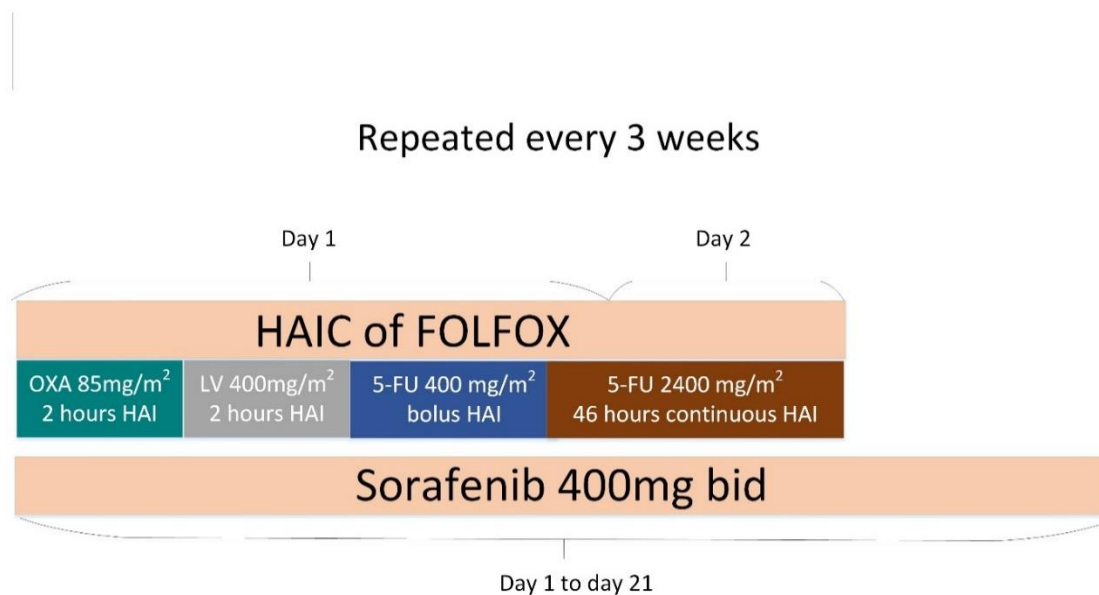 Repeated every 3 weeks
Day 1
Day 2
HAIC of FOLFOX
OXA 85mg/m²
2 hours HAI
LV 400mg/m²
2 hours HAI
5-FU 400 mg/m²
bolus HAI
5-FU 2400 mg/m²
46 hours continuous HAI
Sorafenib 400mg bid
Day 1 to day 21